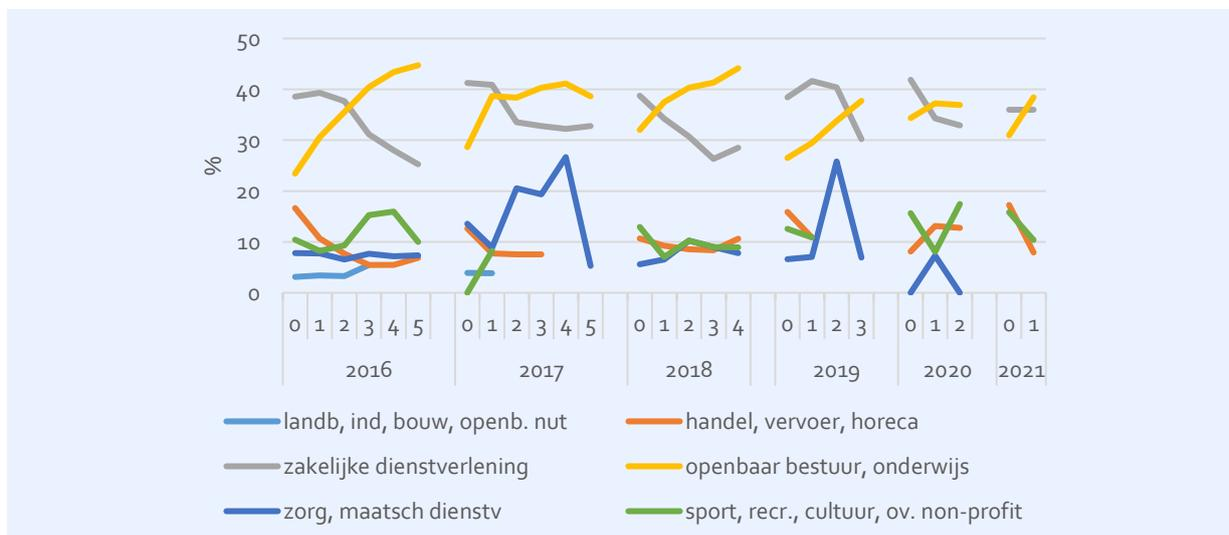 50
40
30
20
10
0
%
0 1 2 3 4 5 0 1 2 3 4 5 0 1 2 3 4 0 1 2 3 0 1 2 0 1
2016 2017 2018 2019 2020 2021
landb, ind, bouw, openb. nut handel, vervoer, horeca
zakelijke dienstverlening openbaar bestuur, onderwijs
zorg, maatsch dienstv sport, recr., cultuur, ov. non-profit